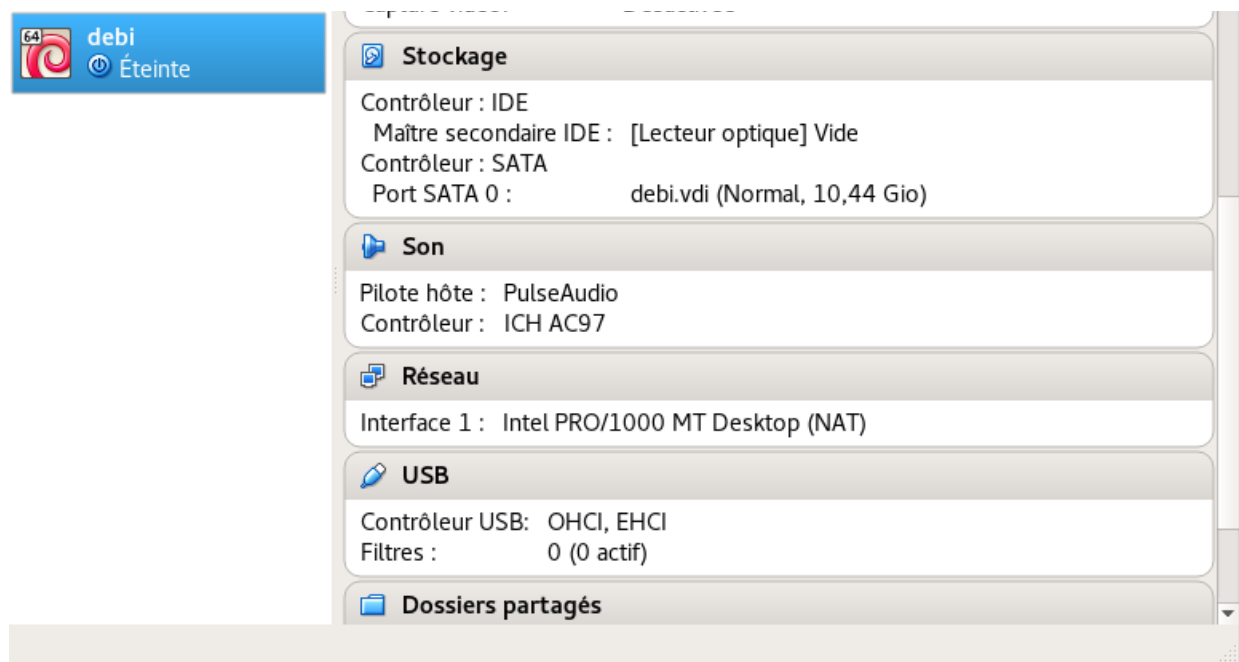 64
debi
Éteinte
Stockage
Contrôleur : IDE
Maître secondaire IDE : [Lecteur optique] Vide
Contrôleur : SATA
Port SATA 0 : debi.vdi (Normal, 10,44 Gio)
Son
Pilote hôte : PulseAudio
Contrôleur : ICH AC97
Réseau
Interface 1 : Intel PRO/1000 MT Desktop (NAT)
USB
Contrôleur USB: OHCI, EHCI
Filtres : 0 (0 actif)
Dossiers partagés